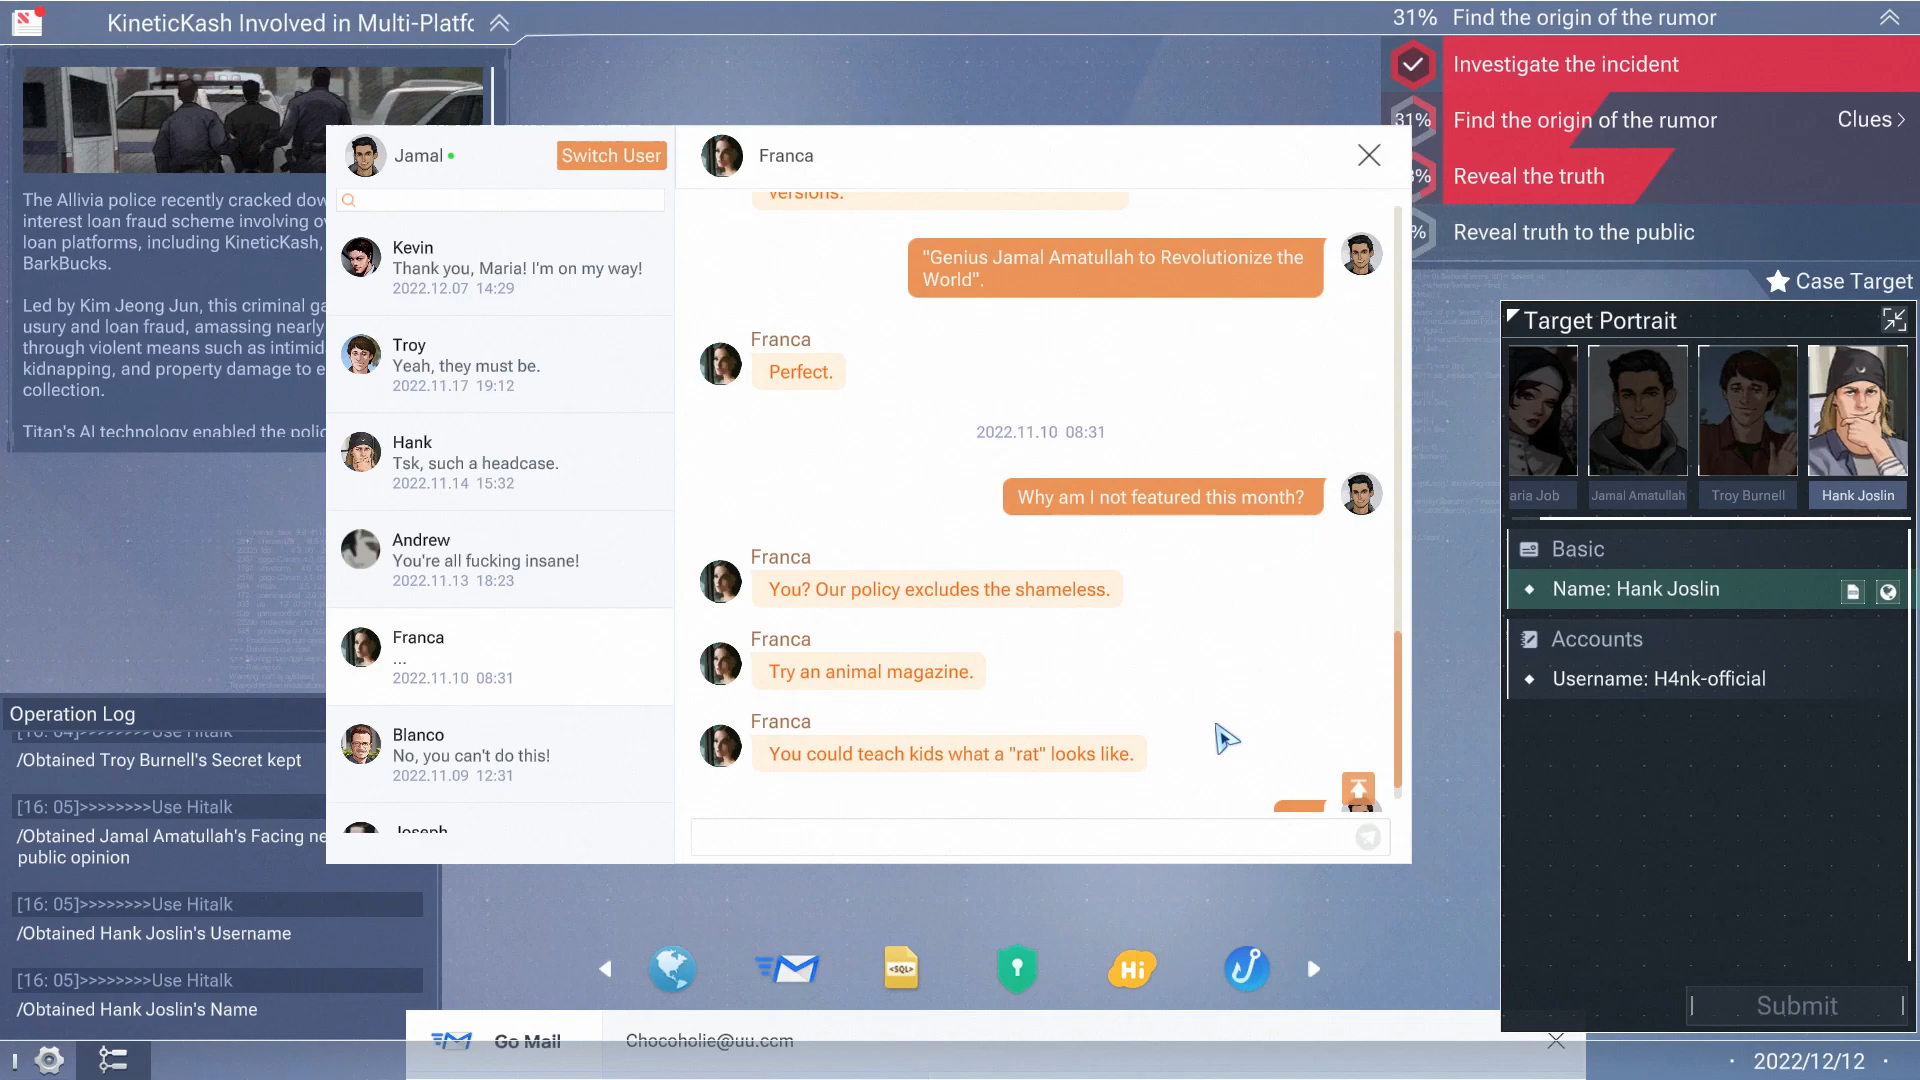 KineticKash Involved in Multi-Platfo
The Allivia police recently cracked dow
interest loan fraud scheme involving o
loan platforms, including KineticKash,
BarkBucks.
Led by Kim Jeong Jun, this criminal ga
usury and loan fraud, amassing nearly
through violent means such as intimid
kidnapping, and property damage to e
collection.
Titan's AI technology enabled the polic
Operation Log
[16: 04]>>>>>>>>Use Hitalk
/Obtained Troy Burnell's Secret kept
[16: 05]>>>>>>>>Use Hitalk
/Obtained Jamal Amatullah's Facing ne
public opinion
[16: 05]>>>>>>>>Use Hitalk
/Obtained Hank Joslin's Username
[16: 05]>>>>>>>>Use Hitalk
/Obtained Hank Joslin's Name
Jamal
Switch User
Kevin
Thank you, Maria! I'm on my way!
2022.12.07 14:29
Troy
Yeah, they must be.
2022.11.17 19:12
Hank
Tsk, such a headcase.
2022.11.14 15:32
Andrew
You're all fucking insane!
2022.11.13 18:23
Franca
...
2022.11.10 08:31
Blanco
No, you can't do this!
2022.11.09 12:31
Joseph
Franca
versions.
"Genius Jamal Amatullah to Revolutionize the
World".
Franca
Perfect.
2022.11.10 08:31
Why am I not featured this month?
Franca
You? Our policy excludes the shameless.
Franca
Try an animal magazine.
Franca
You could teach kids what a "rat" looks like.
31% Find the origin of the rumor
Investigate the incident
31%
Find the origin of the rumor
Clues
%
Reveal the truth
%
Reveal truth to the public
Case Target
Target Portrait
aria Job
Jamal Amatullah
Troy Burnell
Hank Joslin
Basic
Name: Hank Joslin
Accounts
Username: H4nk-official
Submit
<SQL>
Hi
Go Mail
Chocoholie@uu.ccm
2022/12/12